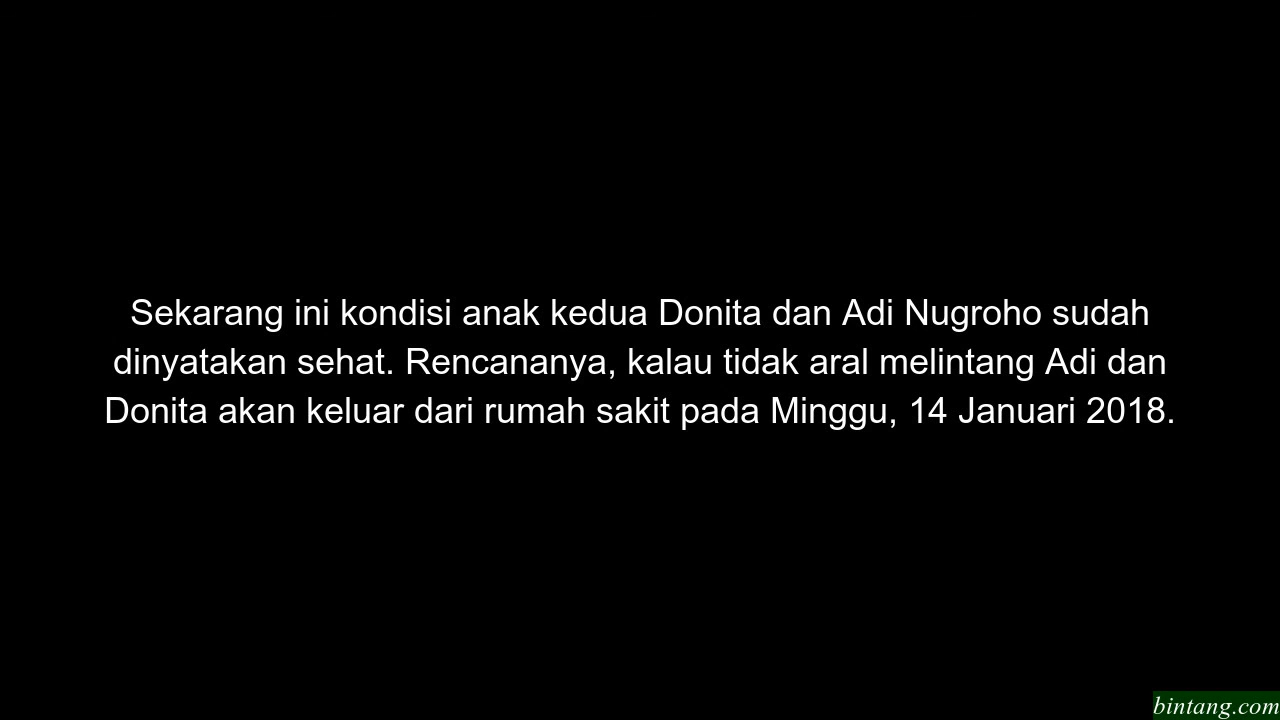 Sekarang ini kondisi anak kedua Donita dan Adi Nugroho sudah
dinyatakan sehat. Rencananya, kalau tidak aral melintang Adi dan
Donita akan keluar dari rumah sakit pada Minggu, 14 Januari 2018.
bintang.com